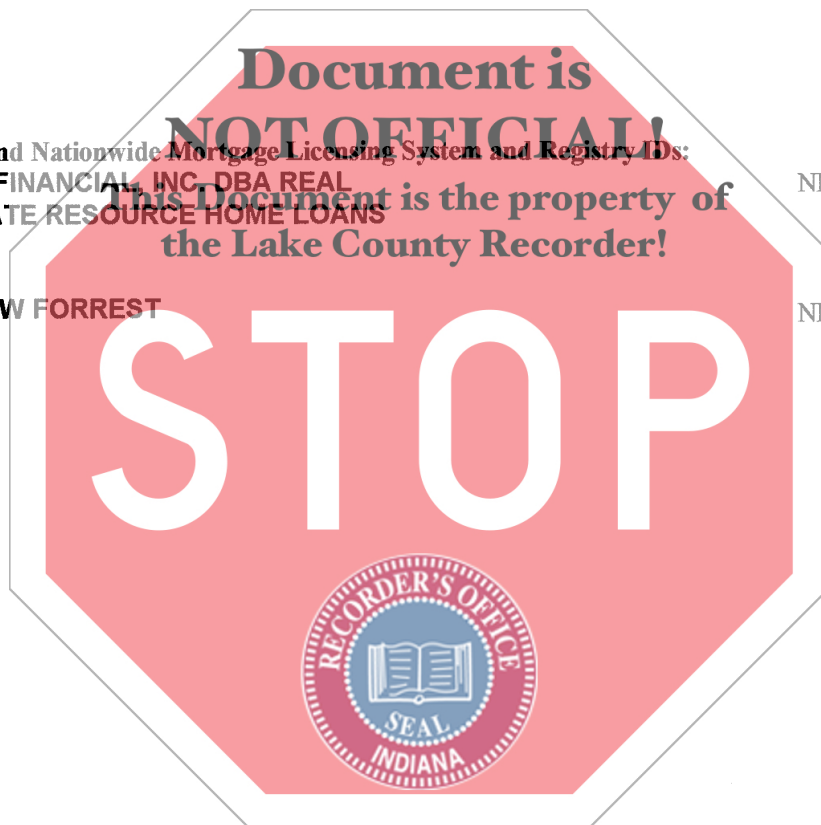 Document is
NOT OFFICIAL!
nd Nationwide Mortgage Licensing System and Registry IDs:
FINANCIAL, INC. DBA REAL
This Document is the property of
TE RESOURCE HOME LOANS
the Lake County Recorder!
W FORREST
STOP
RECORDER'S OFFICE
SEAL
INDIANA